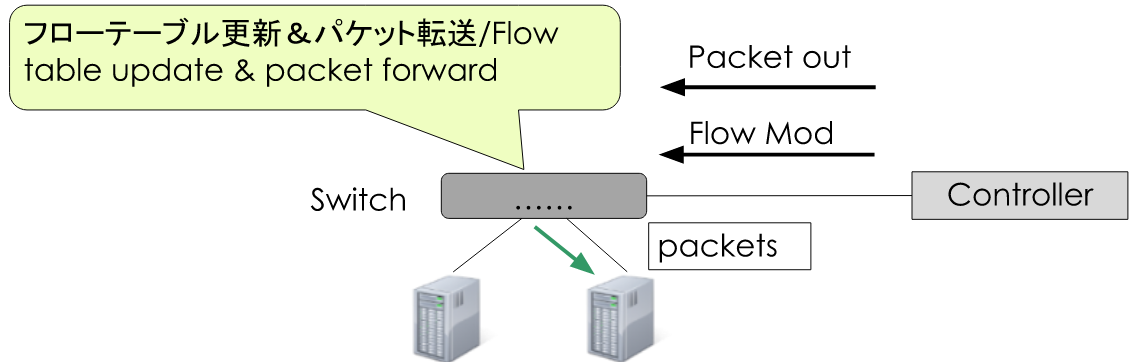 フローテーブル更新＆パケット転送/Flow
table update & packet forward
Packet out
Flow Mod
Switch
......
Controller
packets